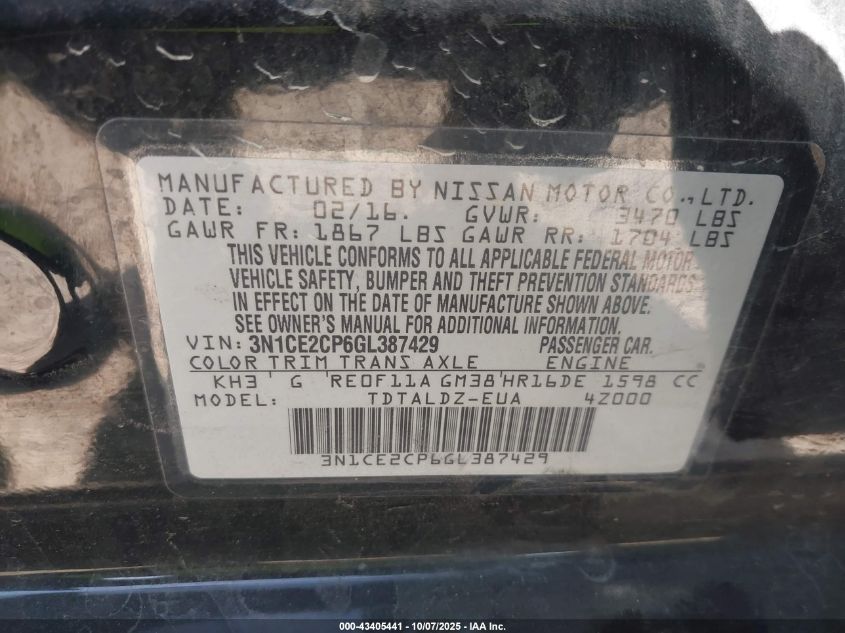 MANUFACTURED BY NISSAN MOTOR CO.,LTD.
DATE: 02/16. GVWR: 3470 LBS
GAWR FR: 1867 LBS GAWR RR: 1704 LBS
THIS VEHICLE CONFORMS TO ALL APPLICABLE FEDERAL MOTOR
VEHICLE SAFETY, BUMPER AND THEFT PREVENTION STANDARDS
IN EFFECT ON THE DATE OF MANUFACTURE SHOWN ABOVE.
SEE OWNER'S MANUAL FOR ADDITIONAL INFORMATION.
VIN: 3N1CE2CP6GL387429 PASSENGER CAR.
COLOR TRIM TRANS AXLE ENGINE
KH3 G RE0F11A GM38 HR16DE 1598 CC
MODEL: TDTALDZ-EUA 4Z000
3N1CE2CP6GL387429
000-43405441 - 10/07/2025 - IAA Inc.